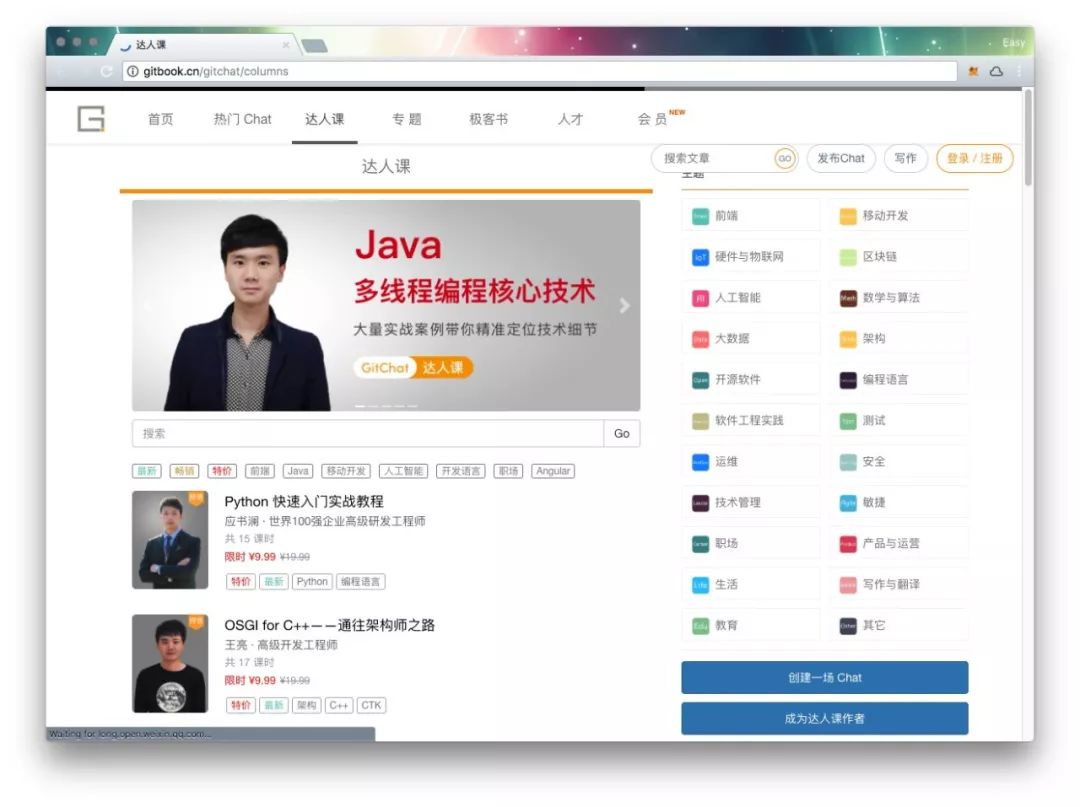 达人课
Easy
gitbook.cn/gitchat/columns
首页 热门 Chat 达人课 专 题 极客书 人才 会 员 NEW
搜索文章 GO 发布Chat 写作 登录 / 注册
达人课
主题
Java
多线程编程核心技术
大量实战案例带你精准定位技术细节
GitChat 达人课
搜索 Go
最新 畅销 特价 前端 Java 移动开发 人工智能 开发语言 职场 Angular
Python 快速入门实战教程
应书澜 · 世界100强企业高级研发工程师
共 15 课时
限时 ¥9.99 ¥19.99
特价 最新 Python 编程语言
OSGI for C++——通往架构师之路
王亮 · 高级开发工程师
共 17 课时
限时 ¥9.99 ¥19.99
特价 最新 架构 C++ CTK
前端 移动开发
IoT 硬件与物联网 区块链
人工智能 Math 数学与算法
Data 大数据 架构
Open 开源软件 编程语言
软件工程实践 Test 测试
运维 安全
技术管理 Agile 敏捷
Career 职场 Product 产品与运营
Life 生活 写作与翻译
Edu 教育 Other 其它
创建一场 Chat
成为达人课作者
Waiting for long.open.weixin.qq.com...